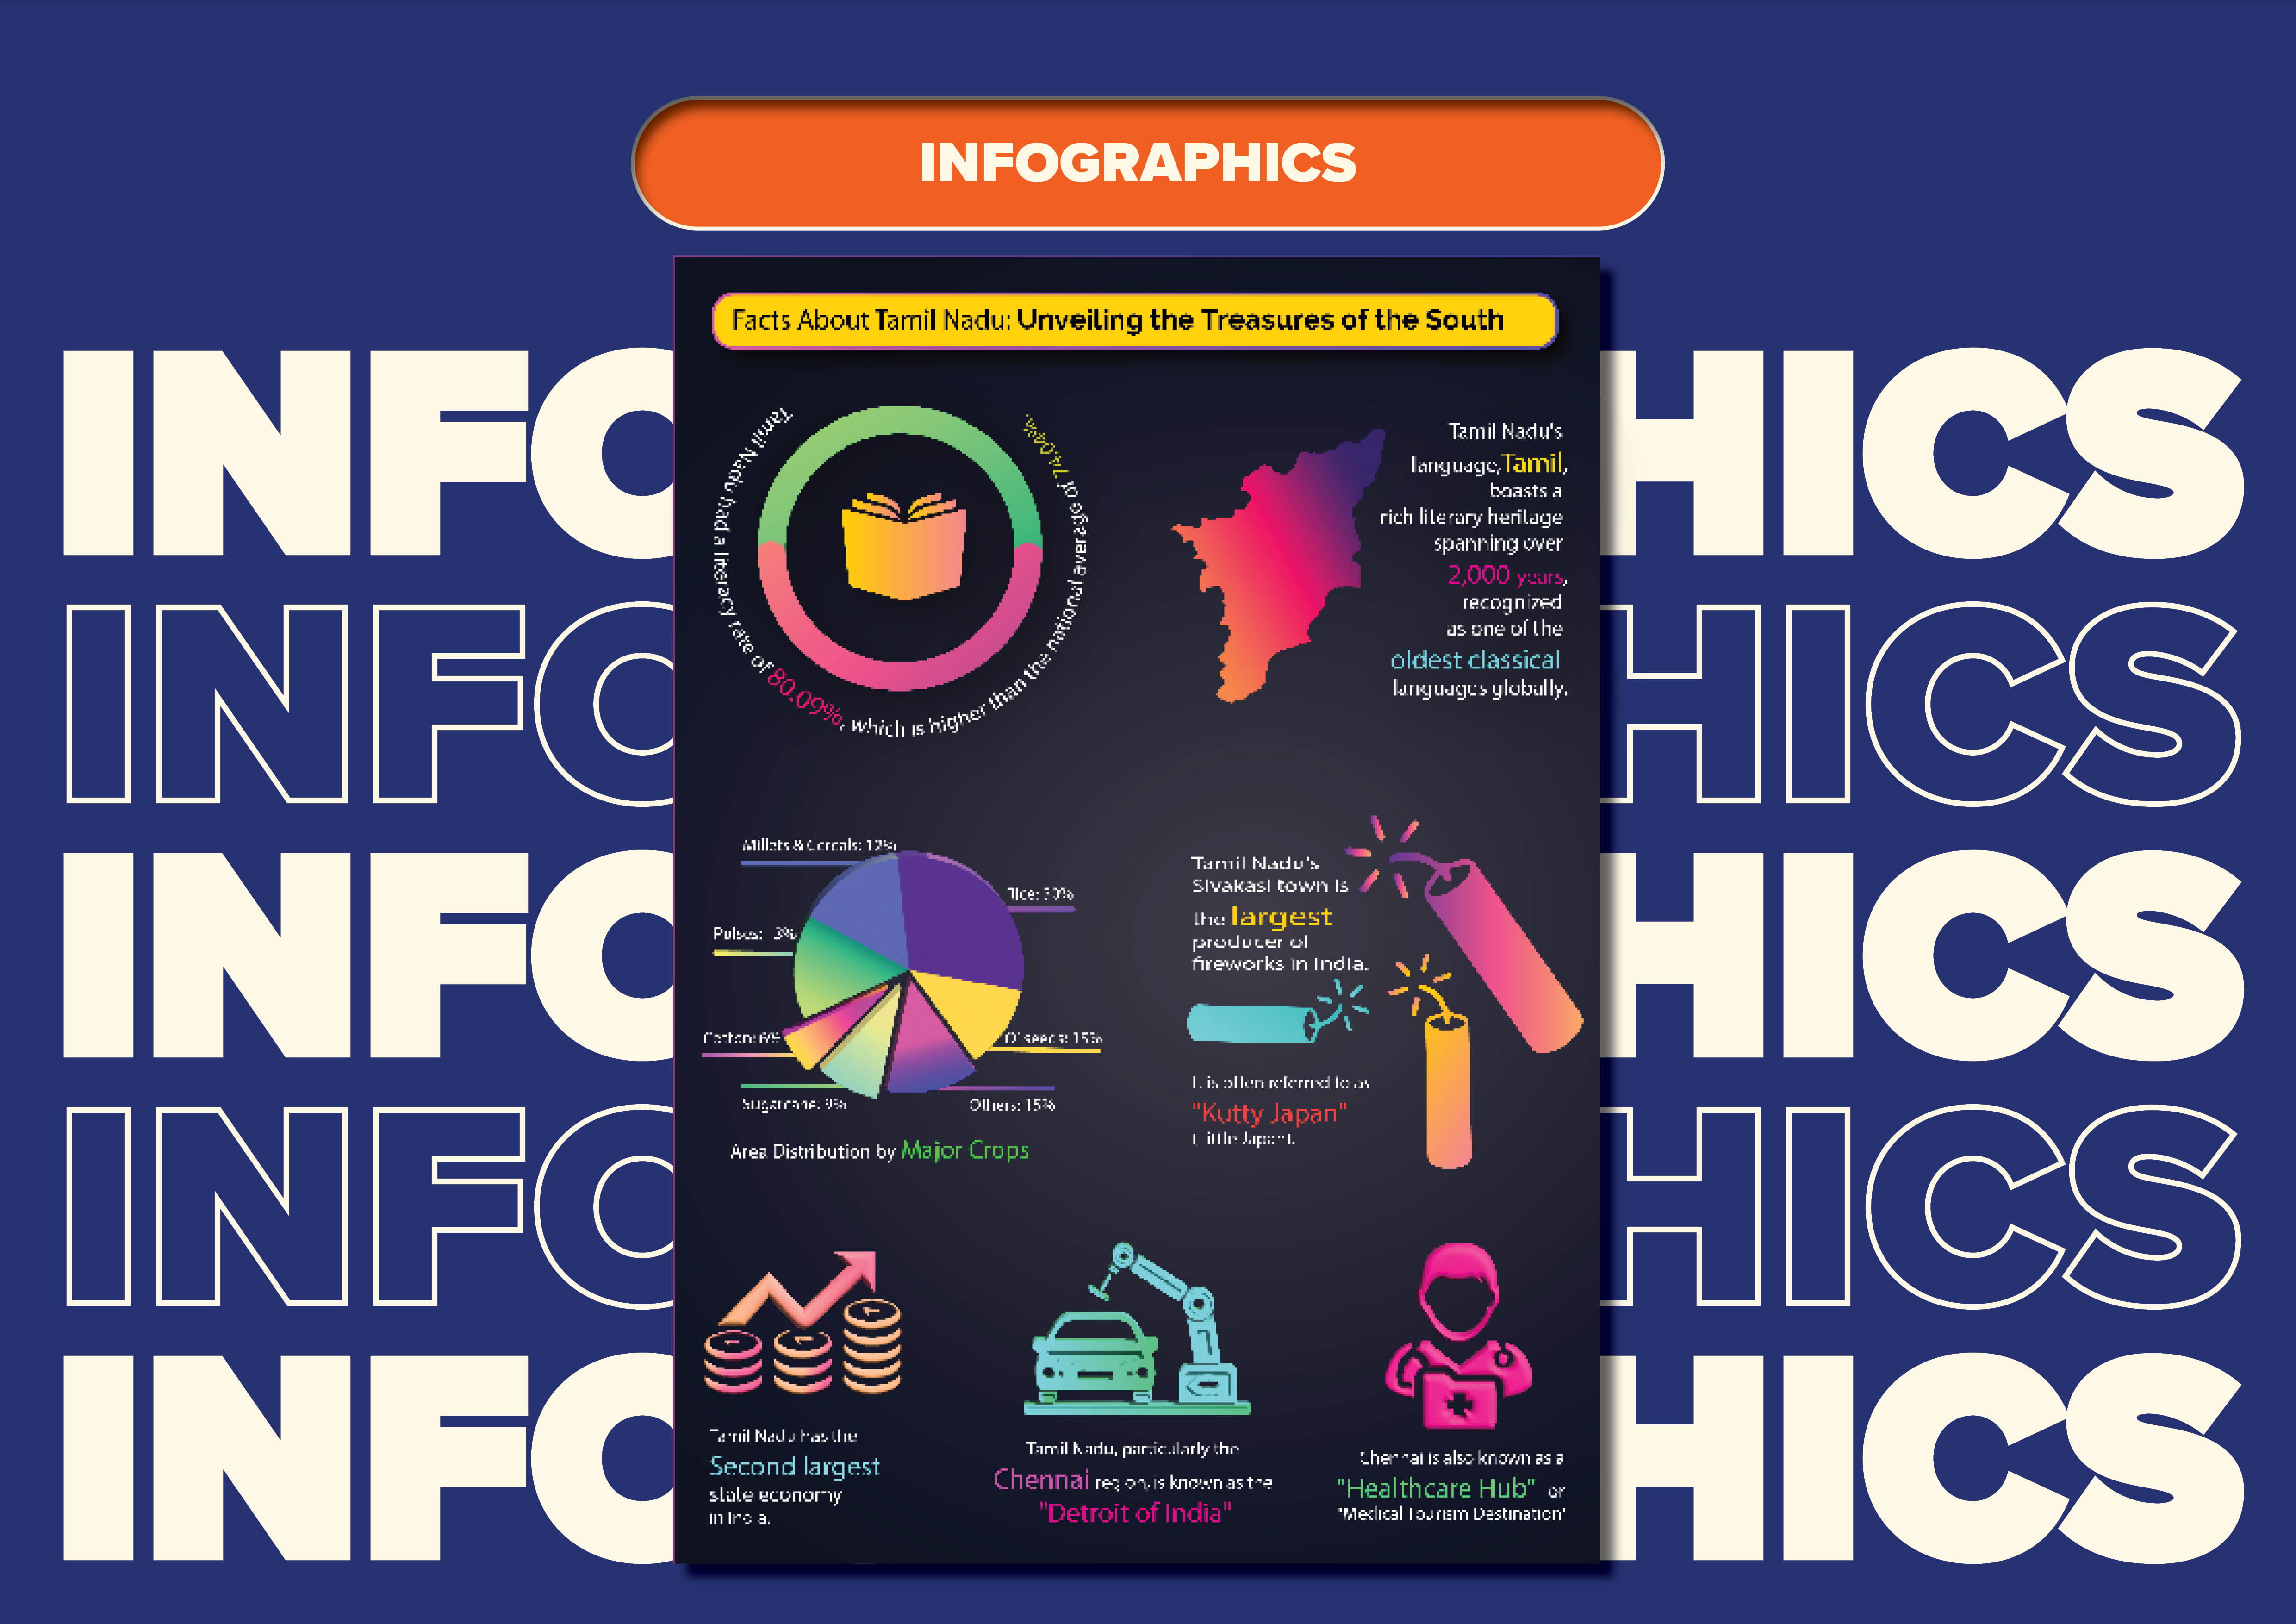 INFOGRAPHICS
Facts About Tamil Nadu: Unveiling the Treasures of the South
Tamil Nadu had a literacy rate of 80.09%, which is higher than the national average of 74.04%.
Tamil Nadu's
language, Tamil,
boasts a
rich literary heritage
spanning over
2,000 years,
recognized
as one of the
oldest classical
languages globally.
Millets & Cereals: 12%
Rice: 30%
Pulses: 3%
Cotton: 6%
Oilseeds: 15%
Sugarcane: 9%
Others: 15%
Area Distribution by Major Crops
Tamil Nadu's
Sivakasi town is
the largest
producer of
fireworks in India.
It is often referred to as
"Kutty Japan"
(Little Japan).
Tamil Nadu has the
Second largest
state economy
in India.
Tamil Nadu, particularly the
Chennai region, is known as the
"Detroit of India"
Chennai is also known as a
"Healthcare Hub" or
"Medical Tourism Destination"
INFO HICS
INFO HICS
INFO HICS
INFO HICS
INFO HICS